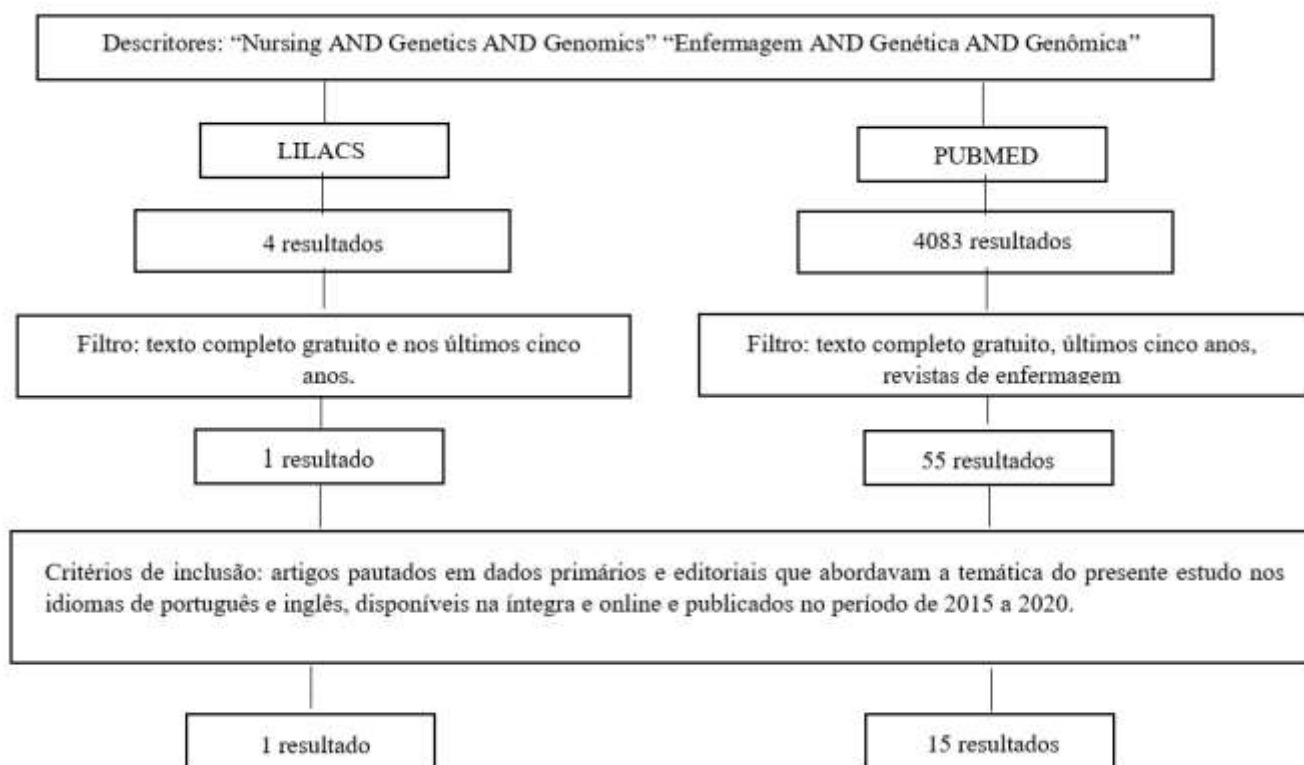 Descritores: “Nursing AND Genetics AND Genomics” “Enfermagem AND Genética AND Genômica”
LILACS
PUBMED
4 resultados
4083 resultados
Filtro: texto completo gratuito e nos últimos cinco
anos.
Filtro: texto completo gratuito, últimos cinco anos,
revistas de enfermagem
1 resultado
55 resultados
Critérios de inclusão: artigos pautados em dados primários e editoriais que abordavam a temática do presente estudo nos
idiomas de português e inglês, disponíveis na íntegra e online e publicados no período de 2015 a 2020.
1 resultado
15 resultados